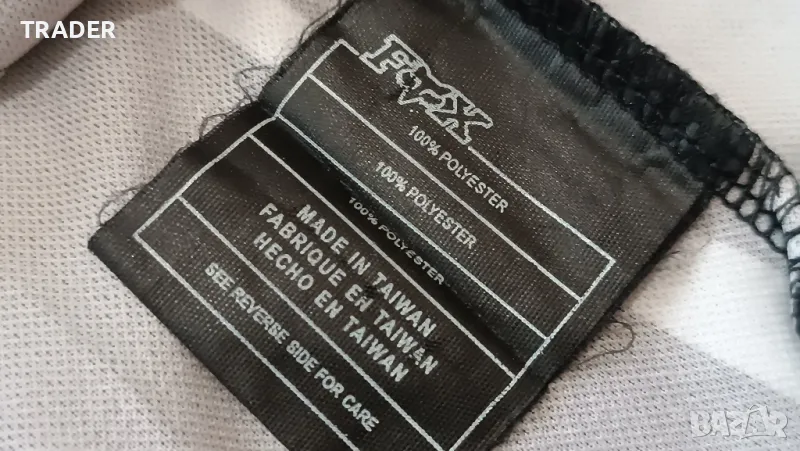 TRADER
FOX
100% POLYESTER
100% POLYESTER
100% POLYESTER
MADE IN TAIWAN
FABRIQUE EN TAIWAN
HECHO EN TAIWAN
SEE REVERSE SIDE FOR CARE
BAZAR